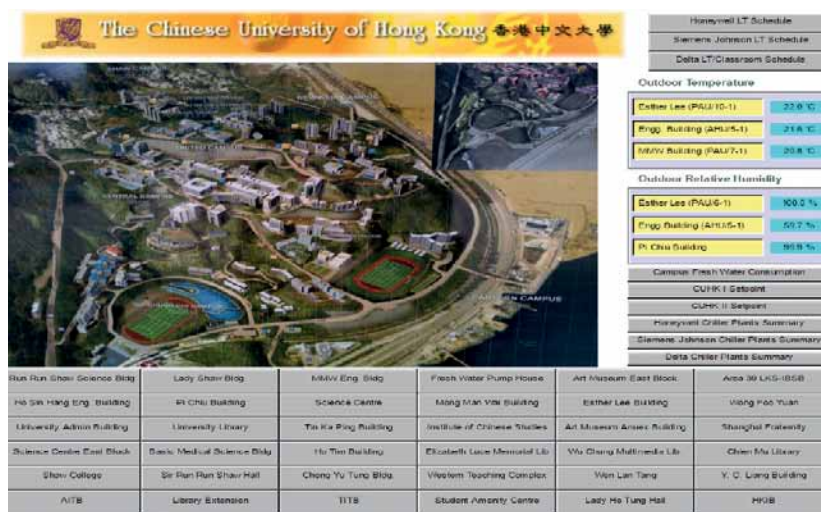 The Chinese University of Hong Kong 香港中文大學
Honeywell LT Schedule
Siemens Johnson LT Schedule
Delta LT/Classroom Schedule
Outdoor Temperature
Esther Lee (PAU/10-1)
Engg. Building (AHU/5-1)
MMW Building (PAU/7-1)
Outdoor Relative Humidity
Esther Lee (PAU/6-1)
Engg Building (AHU/5-1)
Pi Chiu Building
Campus Fresh Water Consumption
CUHK I Setpoint
CUHK II Setpoint
Honeywell Chiller Plants Summary
Siemens Johnson Chiller Plants Summary
Delta Chiller Plants Summary
UNITED CAMPUS
CENTRAL CAMPUS
EASTERN CAMPUS
Run Run Shaw Science Bldg Lady Shaw Bldg MMW Eng. Bldg Fresh Water Pump House Art Museum East Block Area 39 LKS-IBSB
Ho Sin Hang Eng. Building Pi Chiu Building Science Centre Mong Man Wai Building Esther Lee Building Wong Foo Yuan
University Admin Building University Library Tin Ka Ping Building Institute of Chinese Studies Art Museum Annex Building Shanghai Fraternity
Science Centre East Block Basic Medical Science Bldg Ho Tim Building Elizabeth Luce Memorial Lib Wu Chung Multimedia Lib Chien Mu Library
Shaw College Sir Run Run Shaw Hall Cheng Yu Tung Bldg. Western Teaching Complex Wen Lan Tang Y. C. Liang Building
AITB Library Extension TITB Student Amenity Centre Lady Ho Tung Hall HKIB